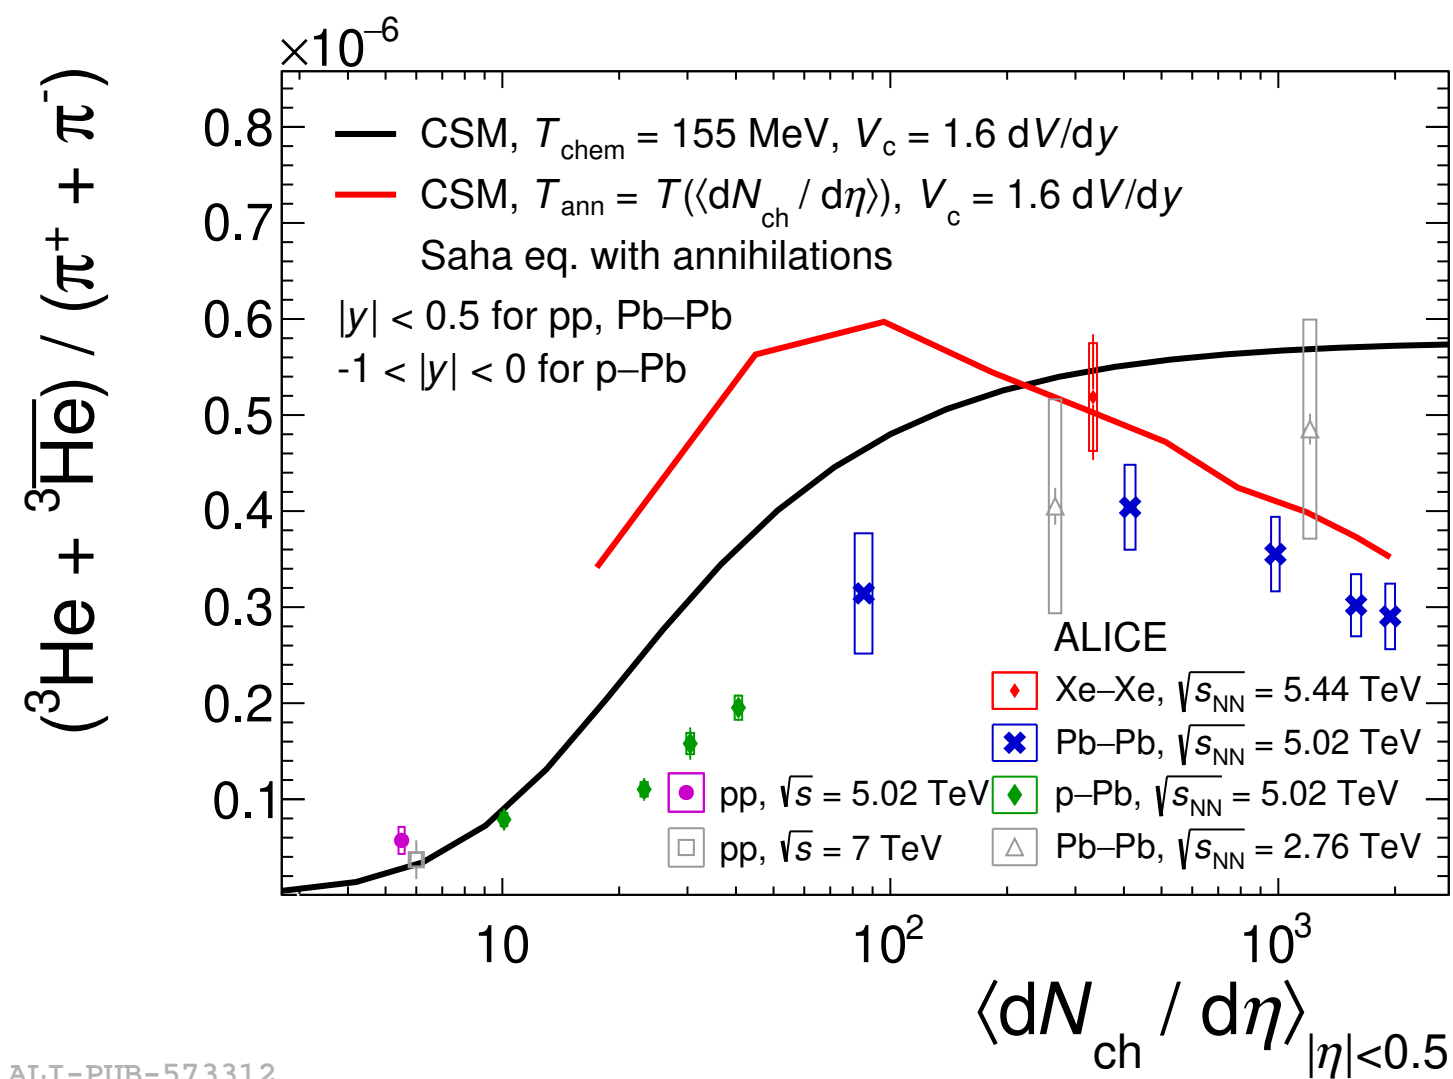 ×10⁻⁶
(³He + ³H̅e̅) / (π⁺ + π⁻)
0.8
0.7
0.6
0.5
0.4
0.3
0.2
0.1
CSM, T_chem = 155 MeV, V_c = 1.6 dV/dy
CSM, T_ann = T(⟨dN_ch / dη⟩), V_c = 1.6 dV/dy
Saha eq. with annihilations
|y| < 0.5 for pp, Pb–Pb
-1 < |y| < 0 for p–Pb
ALICE
Xe–Xe, √s_NN = 5.44 TeV
Pb–Pb, √s_NN = 5.02 TeV
pp, √s = 5.02 TeV
p–Pb, √s_NN = 5.02 TeV
pp, √s = 7 TeV
Pb–Pb, √s_NN = 2.76 TeV
10
10²
10³
⟨dN_ch / dη⟩_|η|<0.5
ALI-PUB-573312